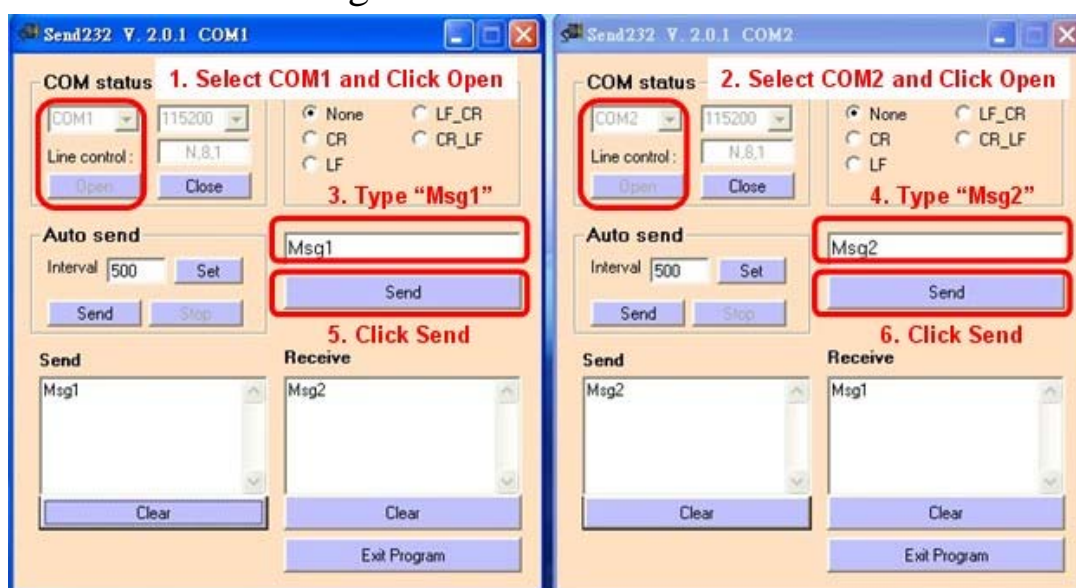 Send232 V. 2.0.1 COM1
COM status
1. Select COM1 and Click Open
COM1
115200
None
LF_CR
Line control :
N,8,1
CR
CR_LF
LF
Open
Close
3. Type “Msg1”
Auto send
Msg1
Interval
500
Set
Send
Send
Stop
5. Click Send
Send
Receive
Msg1
Msg2
Clear
Clear
Exit Program
Send232 V. 2.0.1 COM2
COM status
2. Select COM2 and Click Open
COM2
115200
None
LF_CR
Line control :
N,8,1
CR
CR_LF
LF
Open
Close
4. Type “Msg2”
Auto send
Msg2
Interval
500
Set
Send
Send
Stop
6. Click Send
Send
Receive
Msg2
Msg1
Clear
Clear
Exit Program